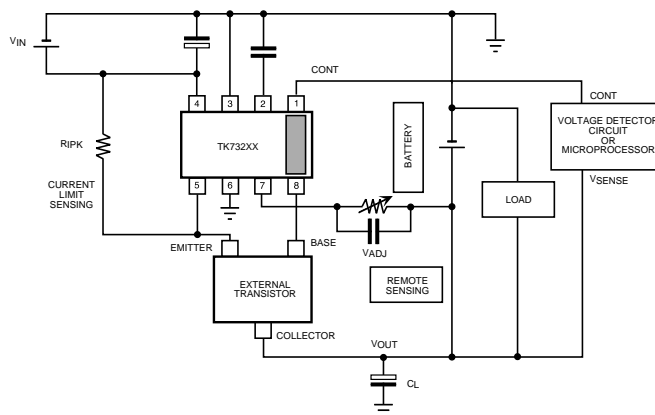 VIN
CONT
4 3 2 1
CONT
VOLTAGE DETECTOR
CIRCUIT
OR
MICROPROCESSOR
RIPK
TK732XX
BATTERY
CURRENT
LIMIT
SENSING
5 6 7 8
VSENSE
LOAD
EMITTER
BASE
VADJ
EXTERNAL
TRANSISTOR
REMOTE
SENSING
COLLECTOR
VOUT
CL